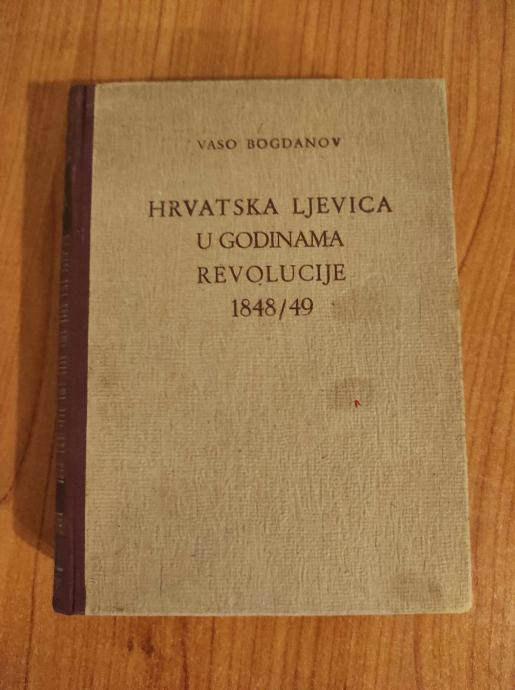 VASO BOGDANOV
HRVATSKA LJEVICA
U GODINAMA
REVOLUCIJE
1848/49